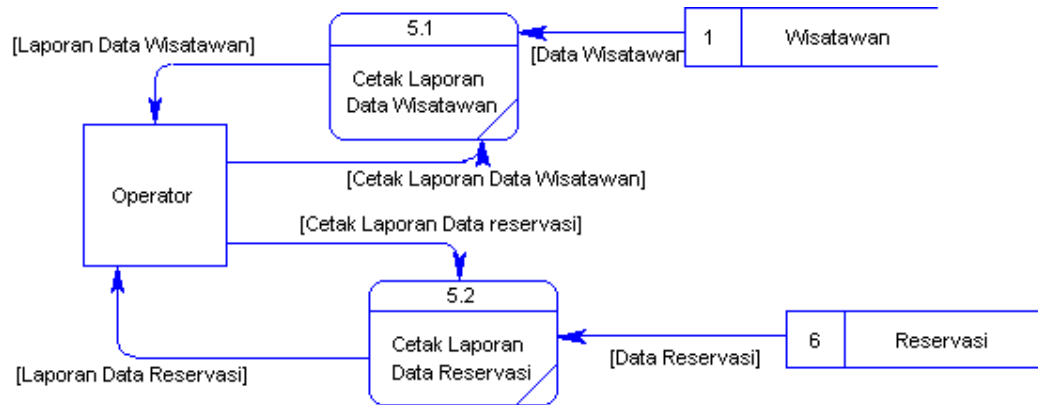 5.1
1
Wisatawan
[Laporan Data Wisatawan]
[Data Wisatawan
Cetak Laporan
Data Wisatawan
[Cetak Laporan Data Wisatawan]
Operator
[Cetak Laporan Data reservasi]
5.2
6
Reservasi
Cetak Laporan
Data Reservasi
[Data Reservasi]
[Laporan Data Reservasi]